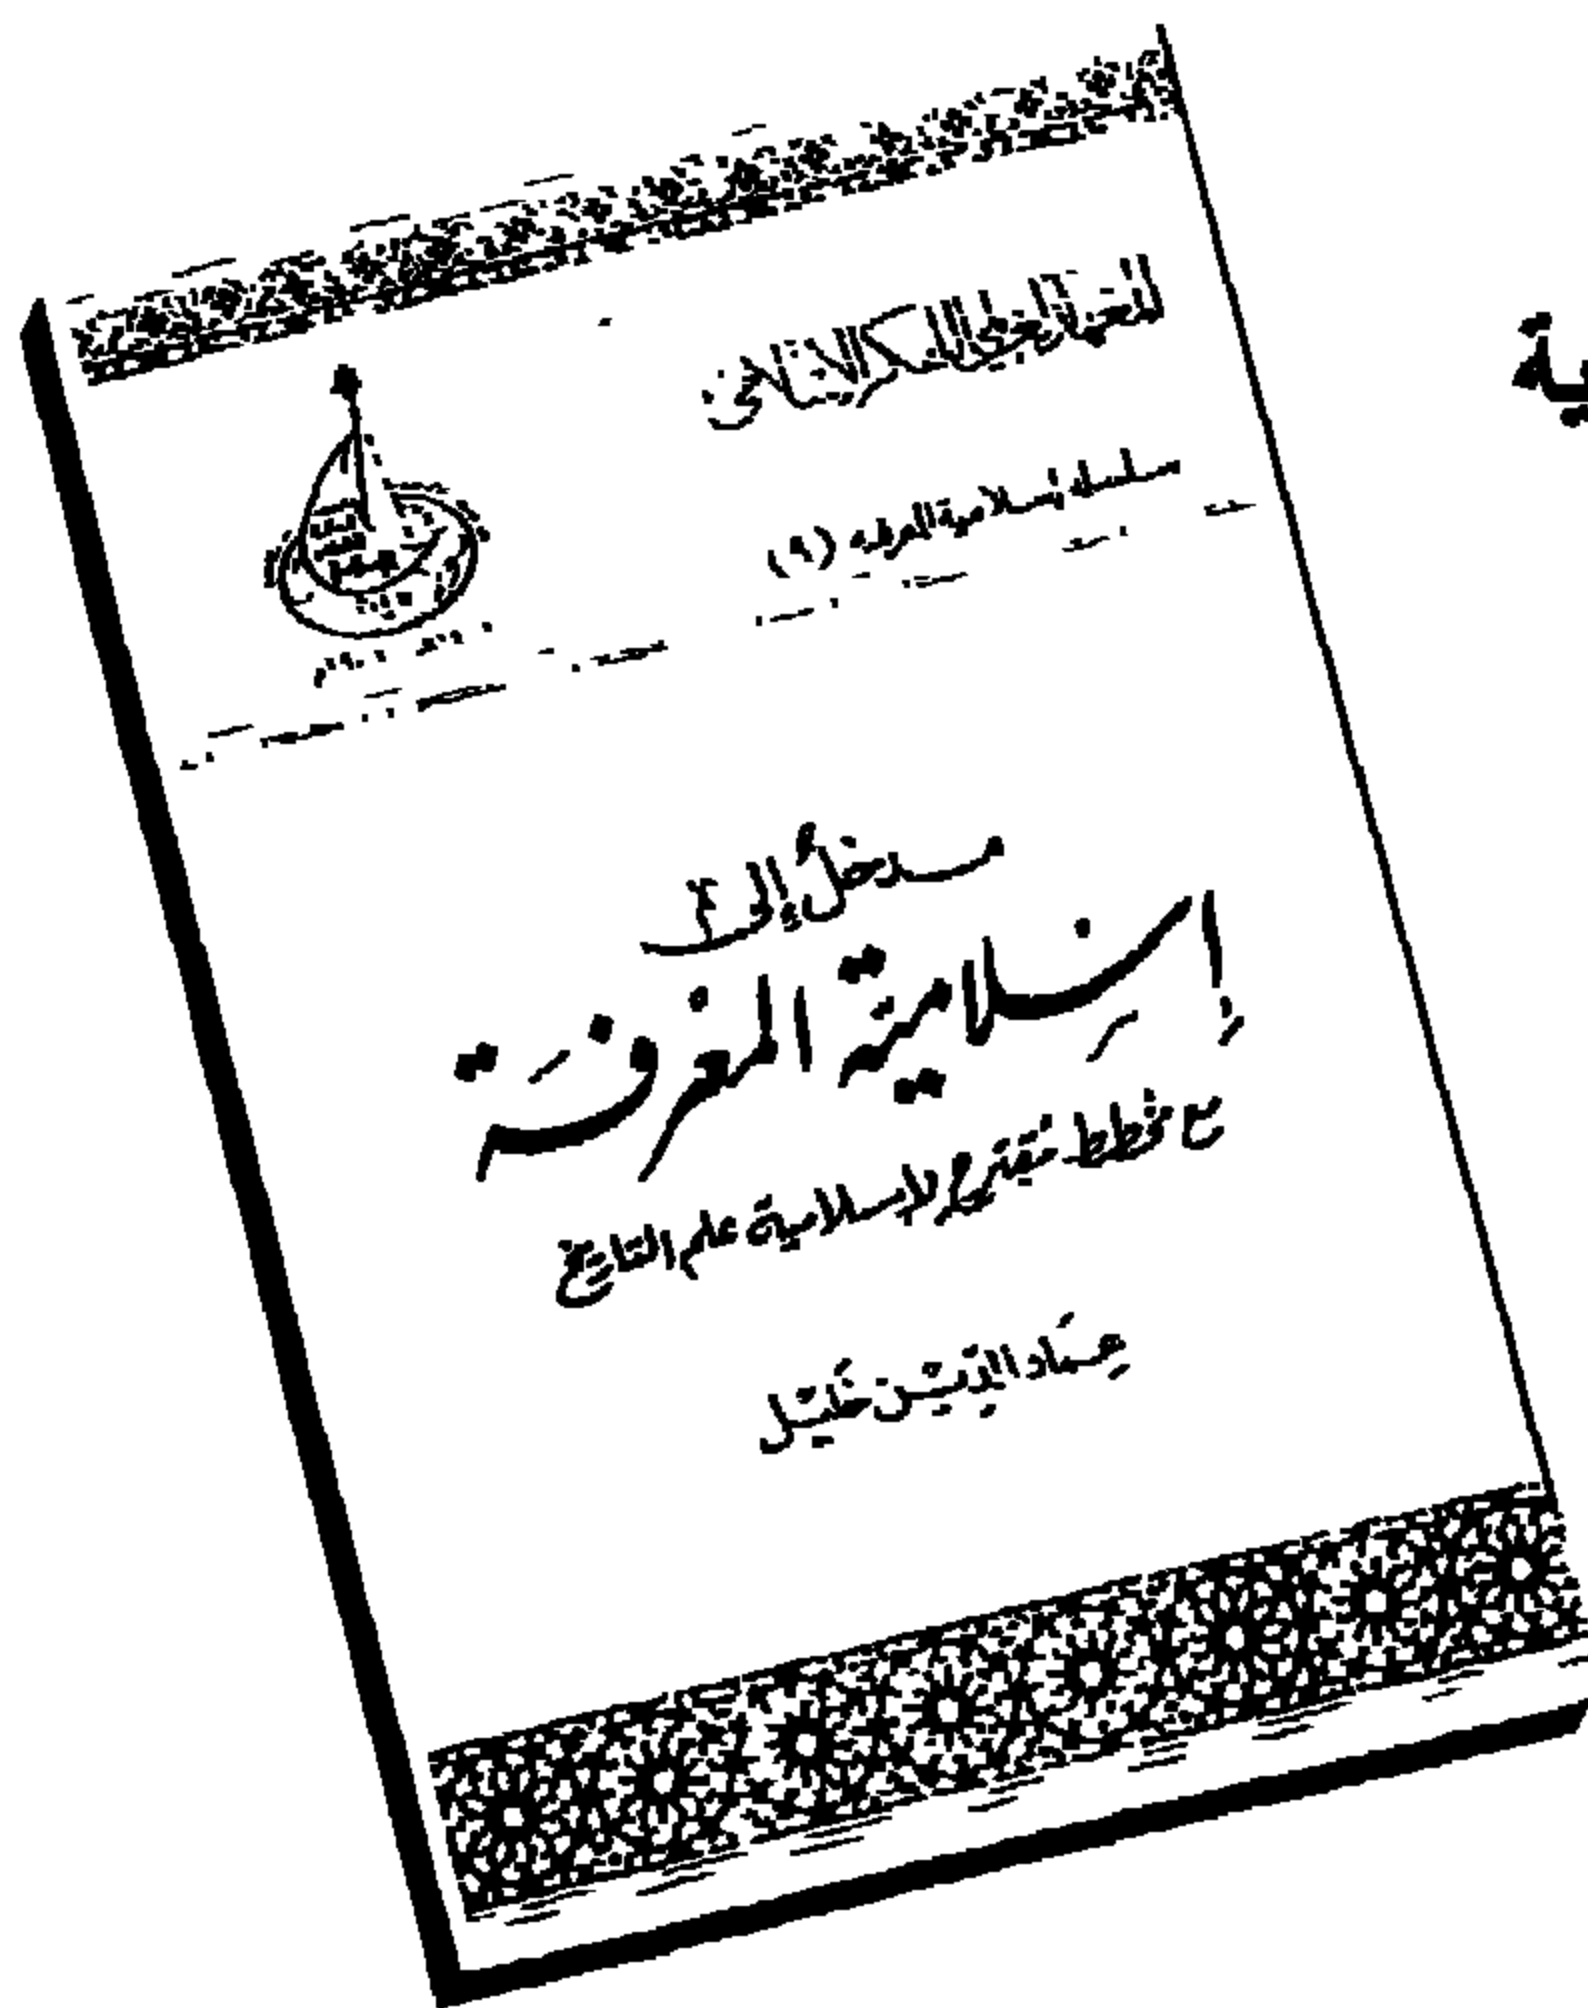 المعهد العالمي للفكر الإسلامي
سلسلة إسلامية المعرفة (٩)
مدخل إلى
إسلامية المعرفة
مع مخطط مقترح لإسلامية علم التاريخ
عماد الدين خليل